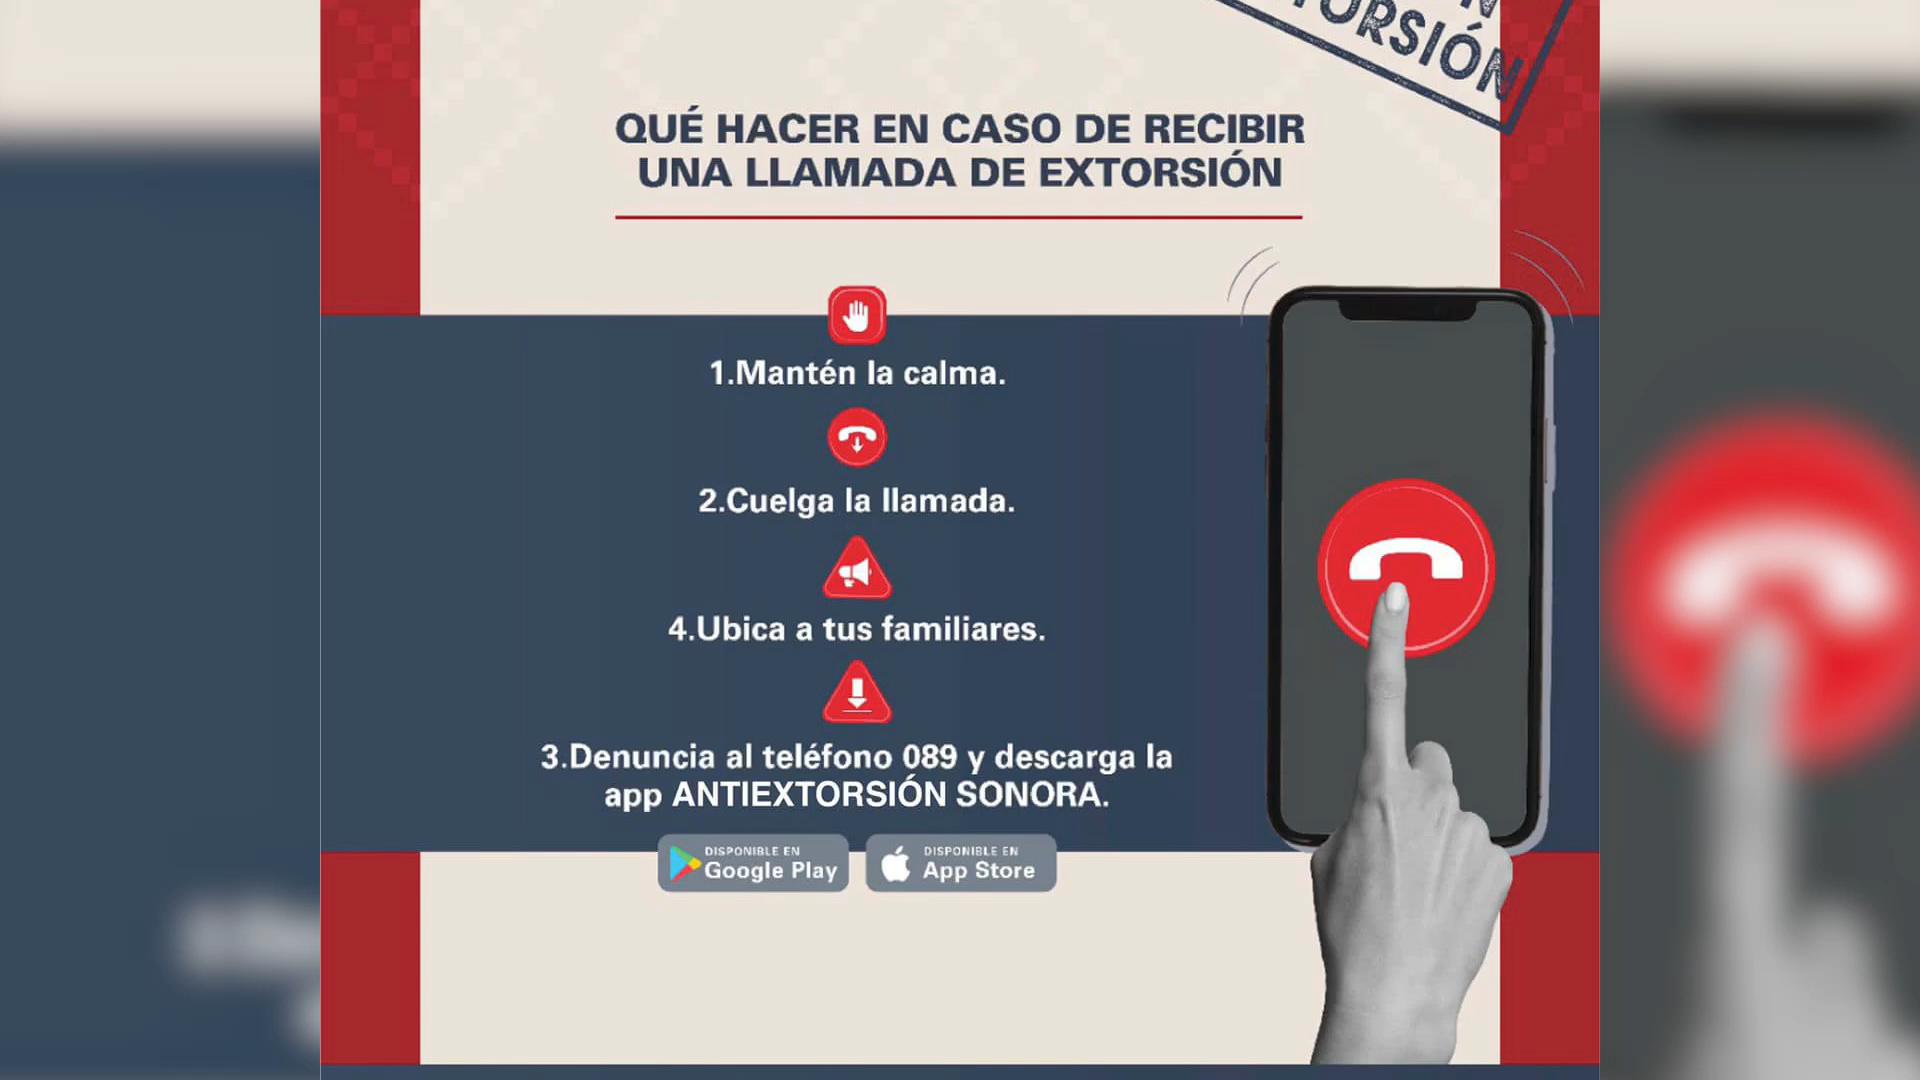 TORSIÓN
QUÉ HACER EN CASO DE RECIBIR
UNA LLAMADA DE EXTORSIÓN
1.Mantén la calma.
2.Cuelga la llamada.
4.Ubica a tus familiares.
3.Denuncia al teléfono 089 y descarga la
app ANTIEXTORSIÓN SONORA.
DISPONIBLE EN
Google Play
DISPONIBLE EN
App Store